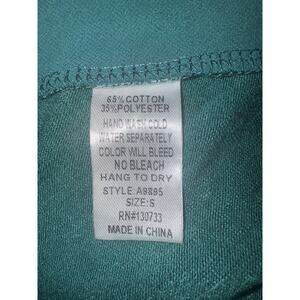 65%COTTON
35%POLYESTER
HAND WASH COLD
WATER SEPARATELY
COLOR WILL BLEED
NO BLEACH
HANG TO DRY
STYLE:A9895
SIZE:S
RN#130733
MADE IN CHINA